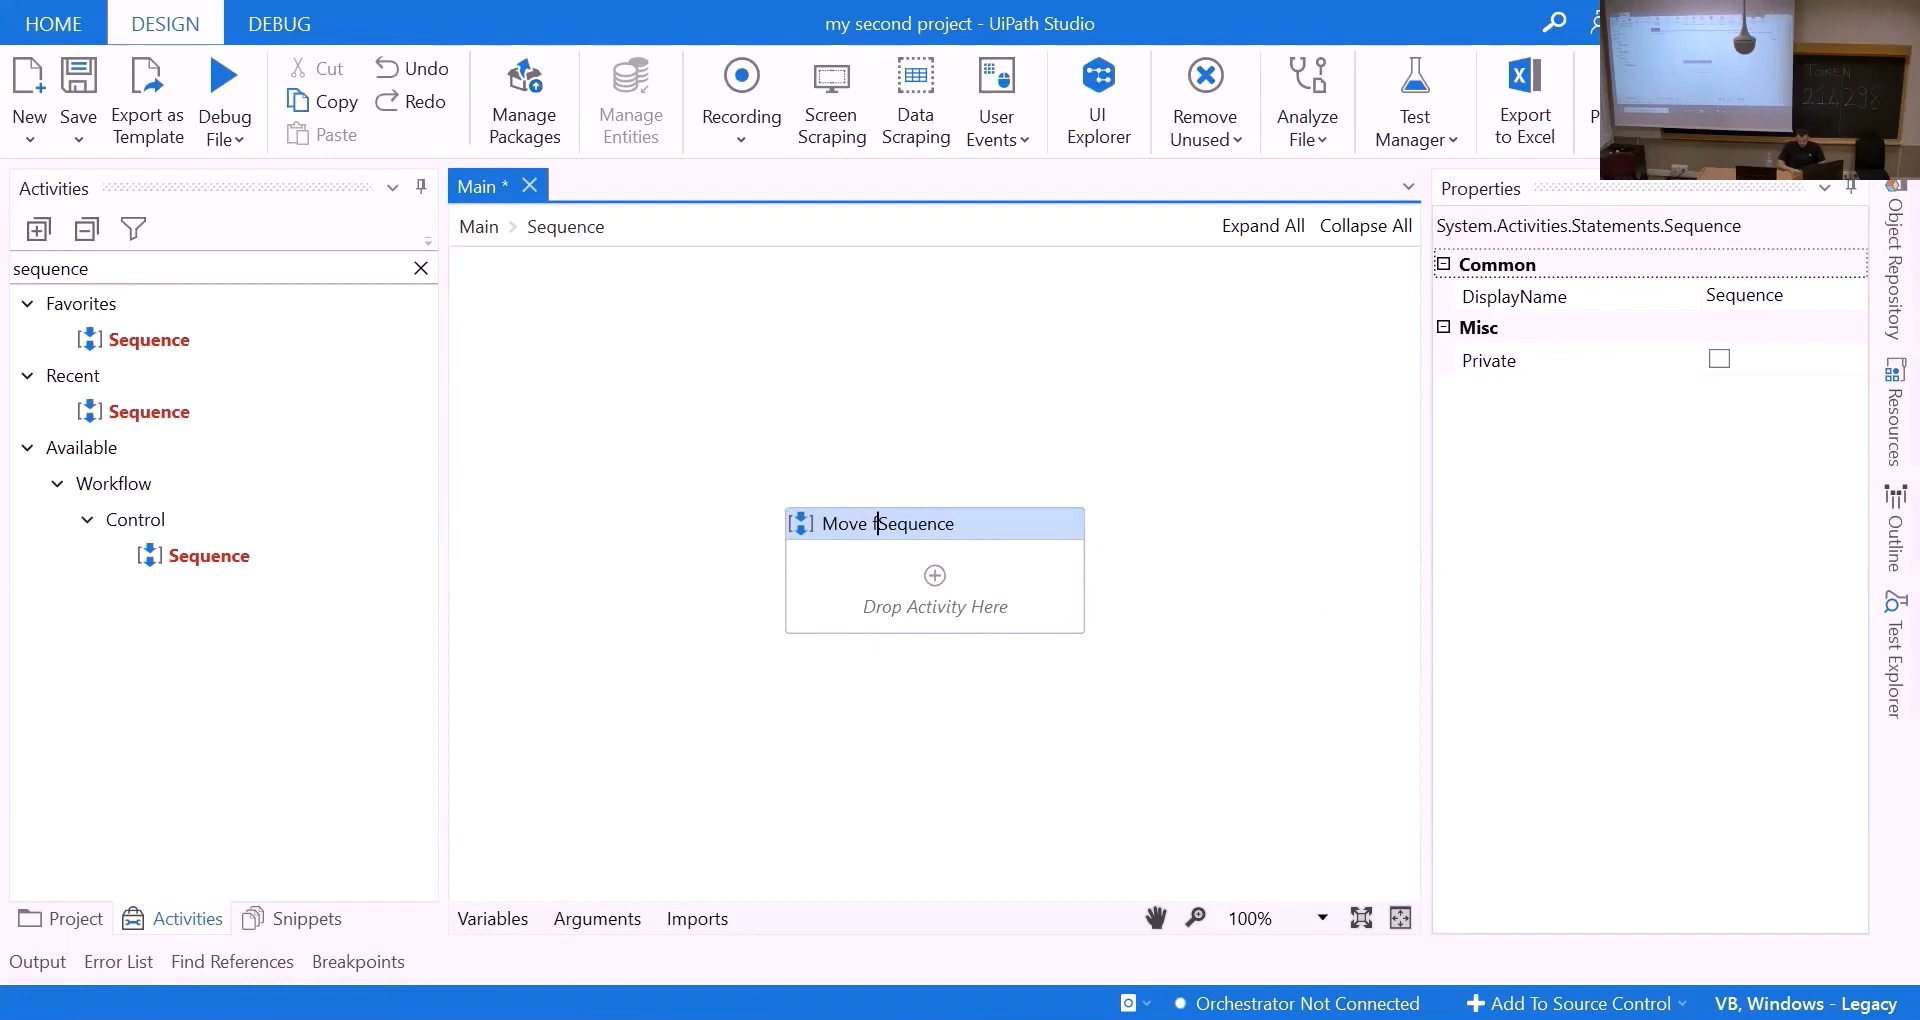 HOME DESIGN DEBUG my second project - UiPath Studio
New Save Export as Template Debug File
Cut Copy Paste Undo Redo
Manage Packages Manage Entities Recording Screen Scraping Data Scraping User Events UI Explorer Remove Unused Analyze File Test Manager Export to Excel P
TOKEN
214298
Activities
sequence
Favorites
Sequence
Recent
Sequence
Available
Workflow
Control
Sequence
Project Activities Snippets
Main *
Main > Sequence Expand All Collapse All
Move fSequence
Drop Activity Here
Variables Arguments Imports 100%
Properties
System.Activities.Statements.Sequence
Common
DisplayName Sequence
Misc
Private
Object Repository
Resources
Outline
Test Explorer
Output Error List Find References Breakpoints
Orchestrator Not Connected Add To Source Control VB, Windows - Legacy